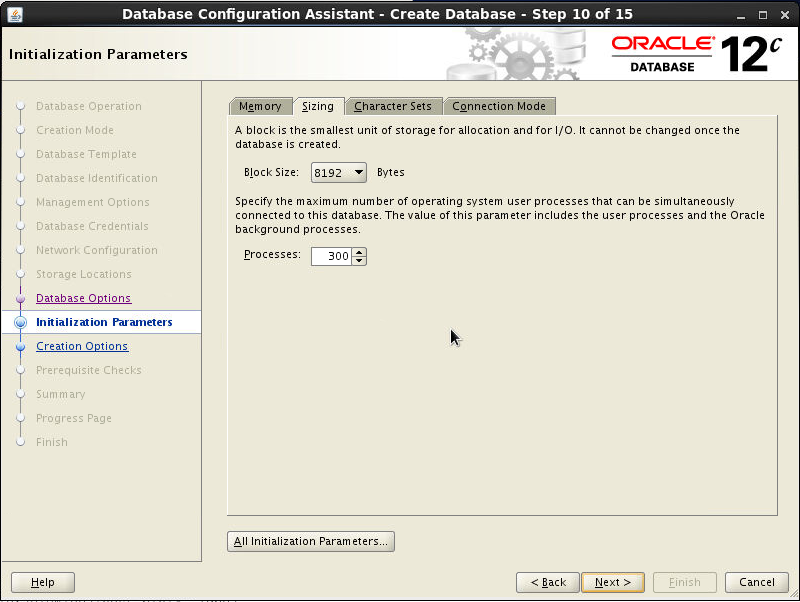 Database Configuration Assistant - Create Database - Step 10 of 15
Initialization Parameters
ORACLE
DATABASE
12c
Database Operation
Creation Mode
Database Template
Database Identification
Management Options
Database Credentials
Network Configuration
Storage Locations
Database Options
Initialization Parameters
Creation Options
Prerequisite Checks
Summary
Progress Page
Finish
Memory Sizing Character Sets Connection Mode
A block is the smallest unit of storage for allocation and for I/O. It cannot be changed once the
database is created.
Block Size: 8192 Bytes
Specify the maximum number of operating system user processes that can be simultaneously
connected to this database. The value of this parameter includes the user processes and the Oracle
background processes.
Processes: 300
All Initialization Parameters...
Help
< Back Next > Finish Cancel